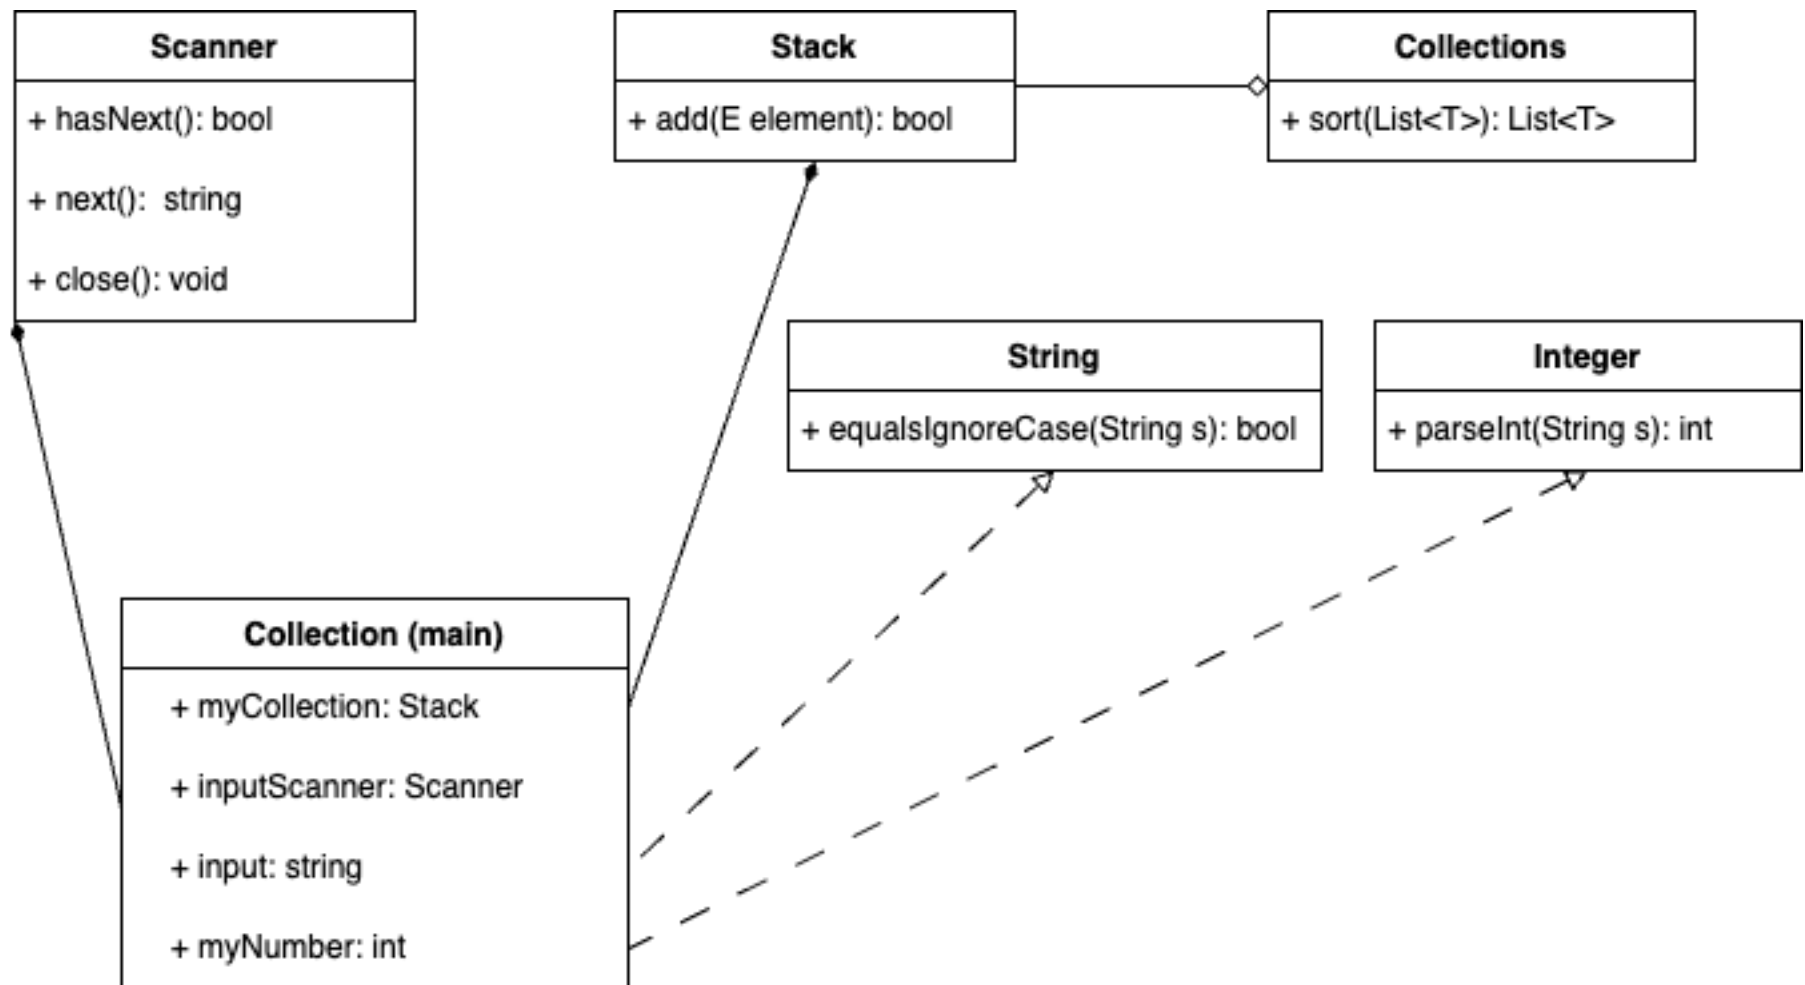 Scanner
+ hasNext(): bool
+ next():  string
+ close(): void
Stack
+ add(E element): bool
Collections
+ sort(List<T>): List<T>
String
+ equalsIgnoreCase(String s): bool
Integer
+ parseInt(String s): int
Collection (main)
+ myCollection: Stack
+ inputScanner: Scanner
+ input: string
+ myNumber: int